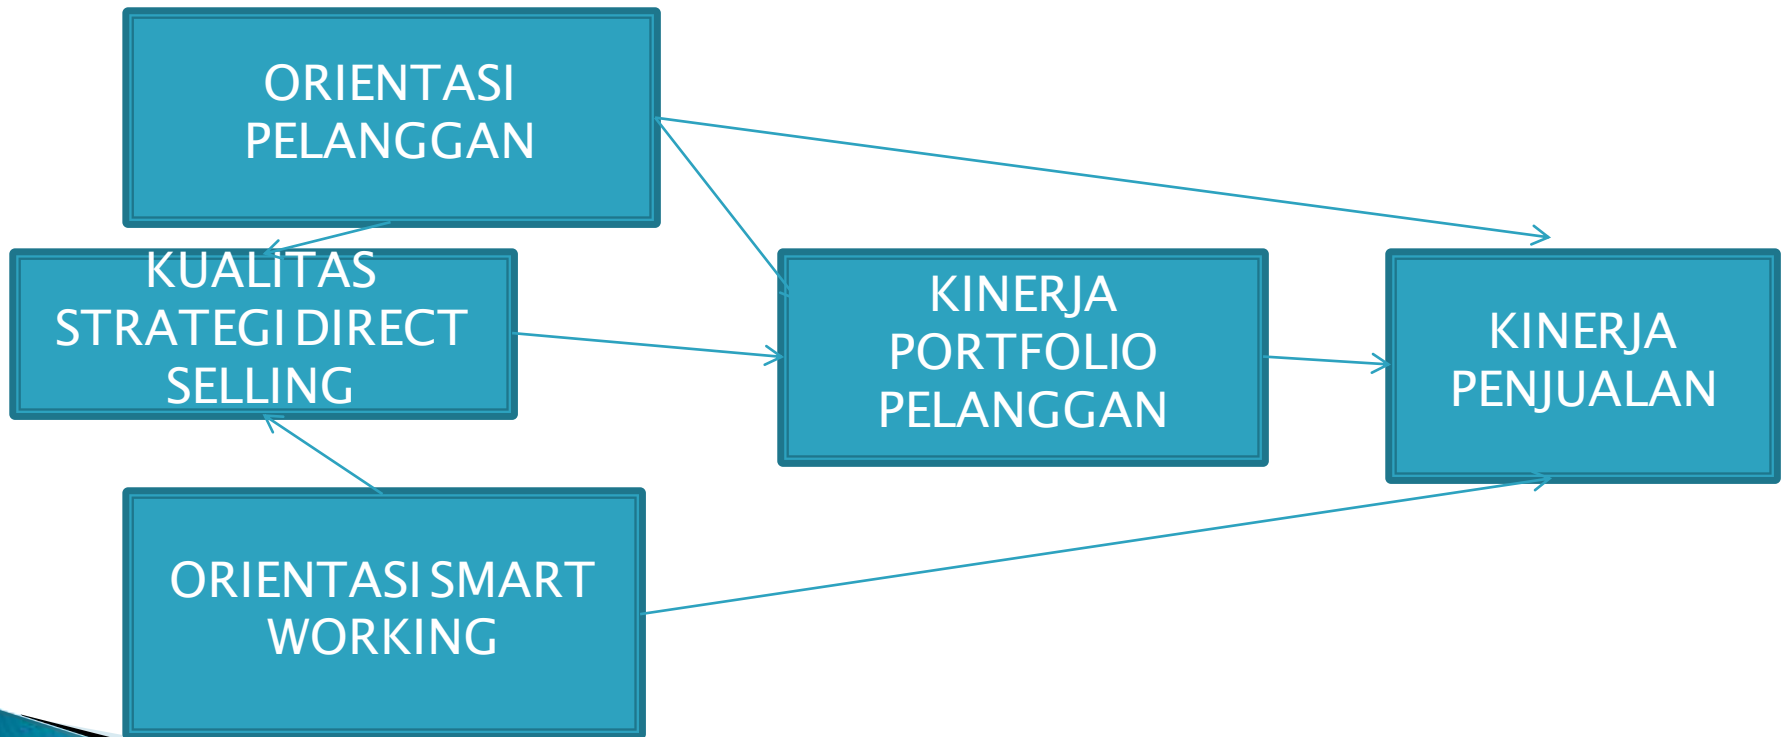 ORIENTASI
PELANGGAN
KUALITAS
STRATEGI DIRECT
SELLING
KINERJA
PORTFOLIO
PELANGGAN
KINERJA
PENJUALAN
ORIENTASI SMART
WORKING